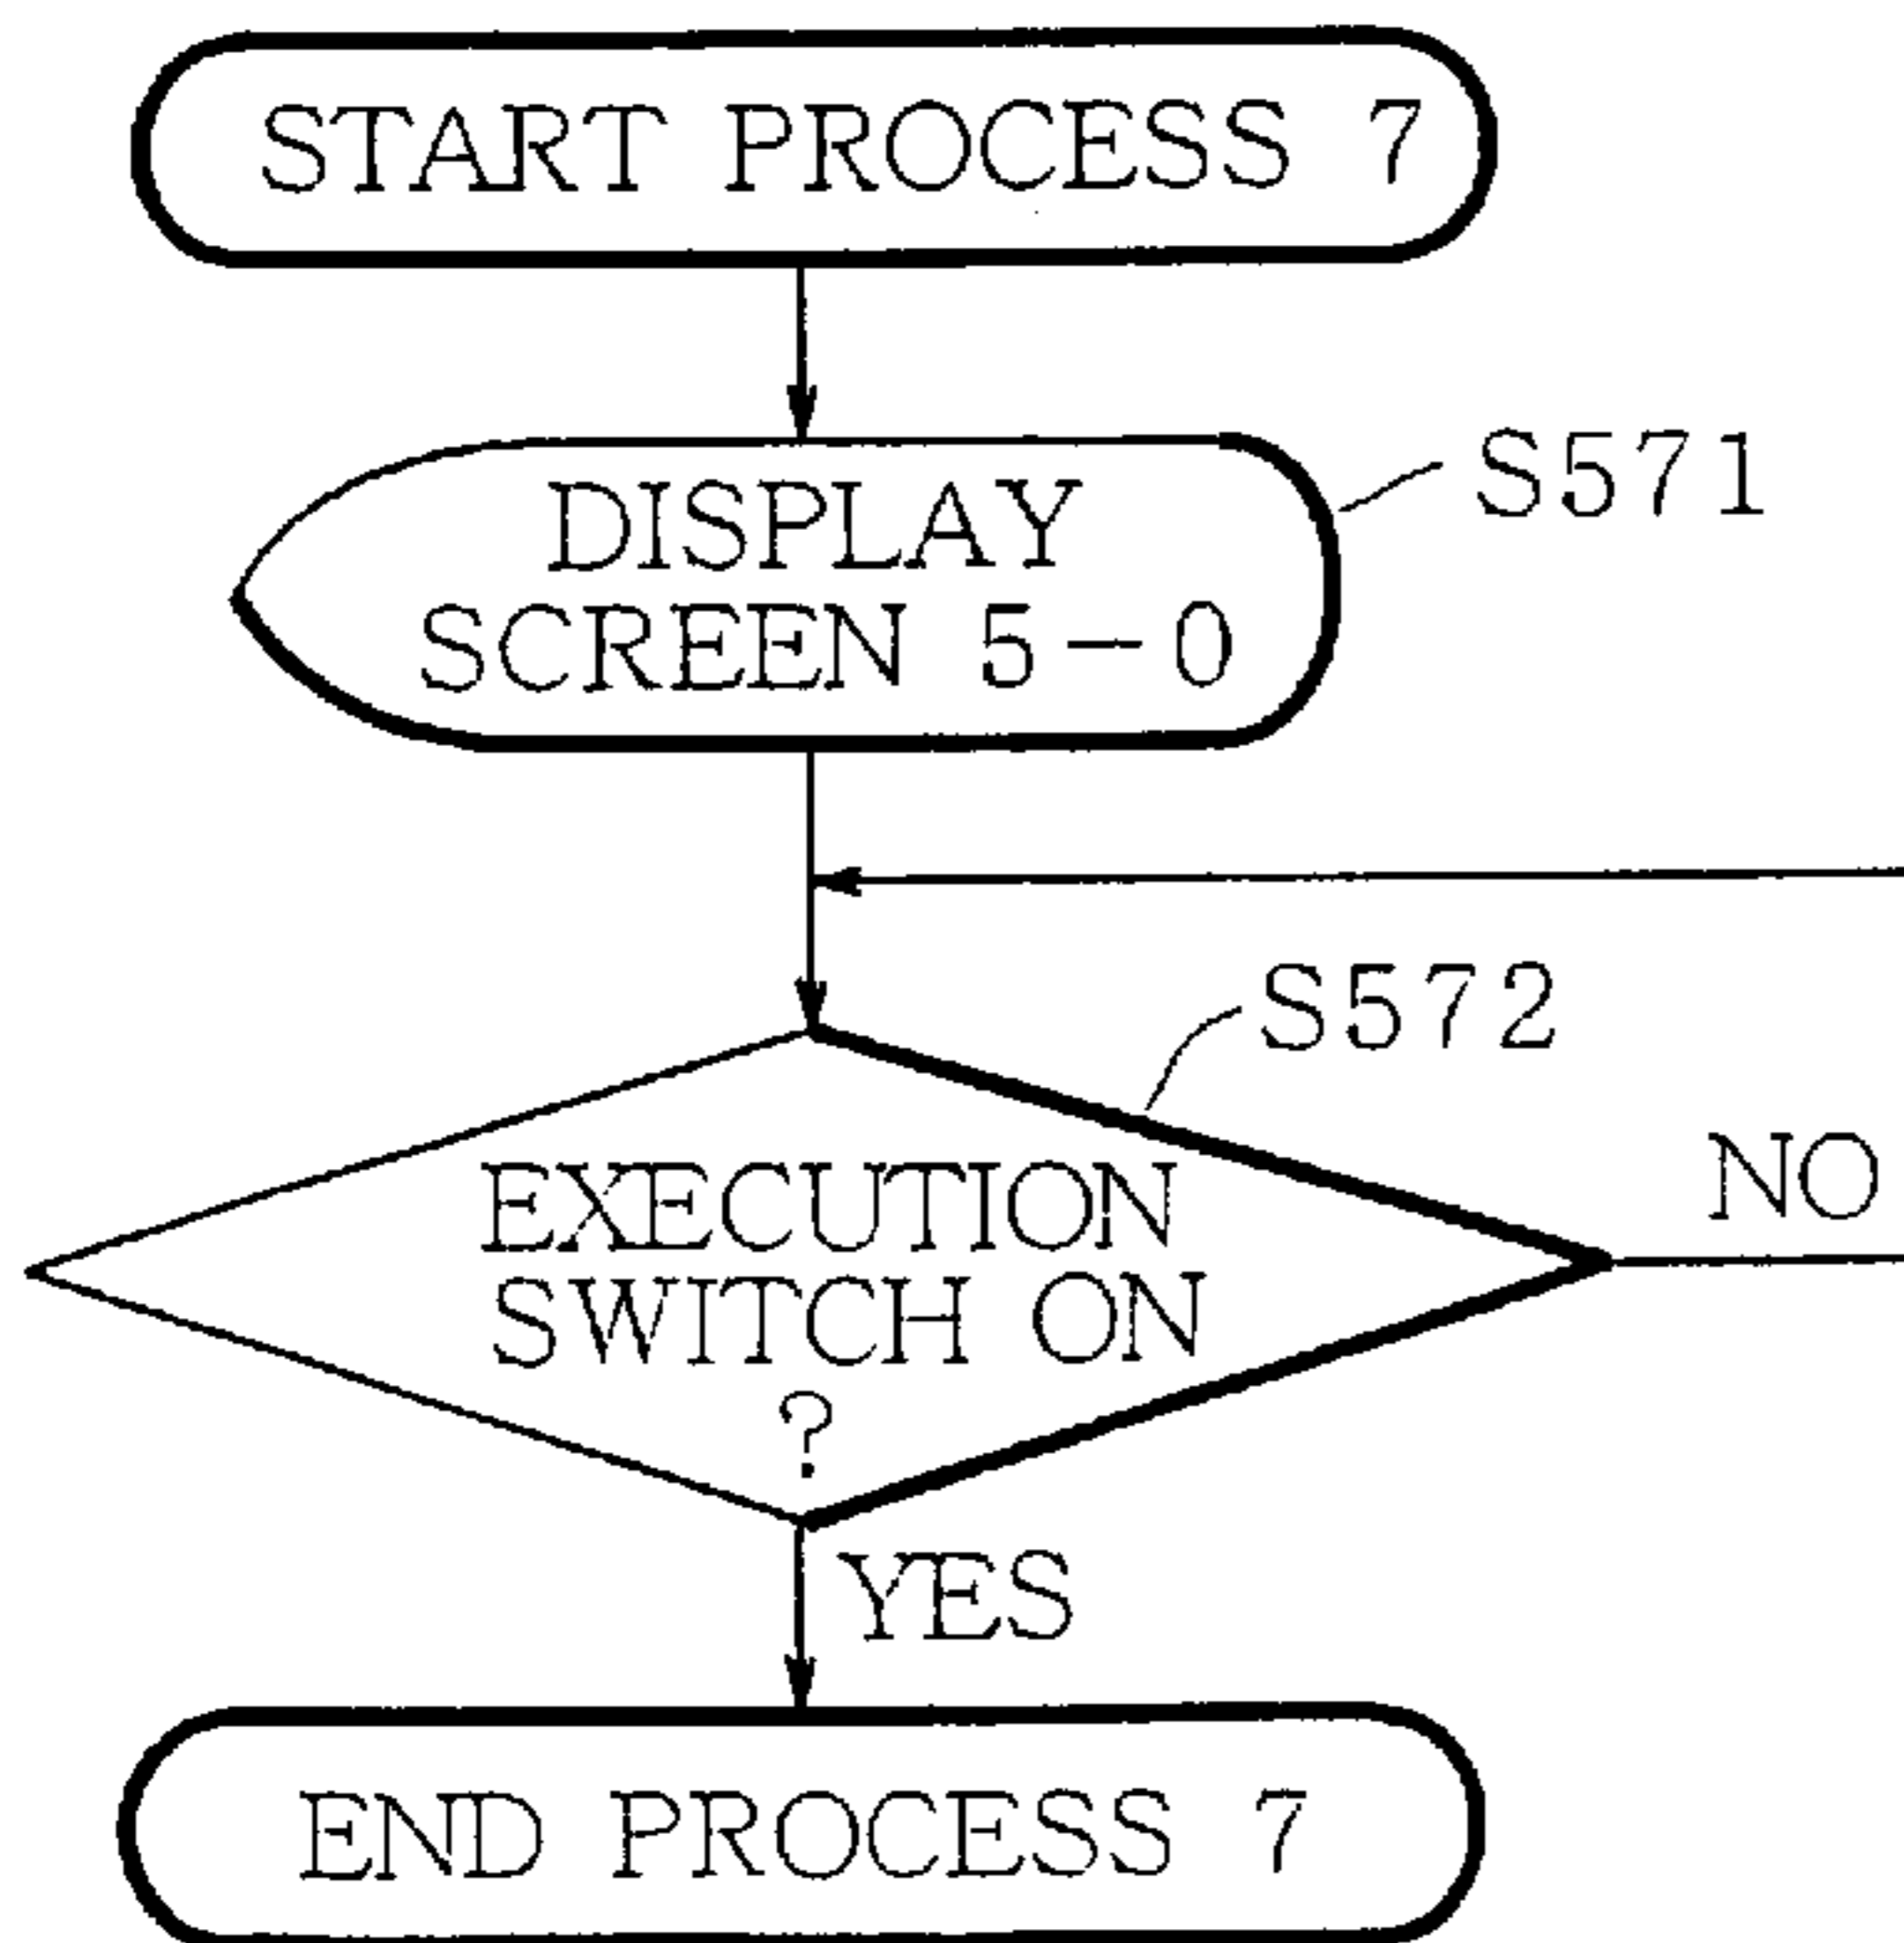 START PROCESS 7
DISPLAY
SCREEN 5-0
S571
S572
EXECUTION
SWITCH ON
?
NO
YES
END PROCESS 7